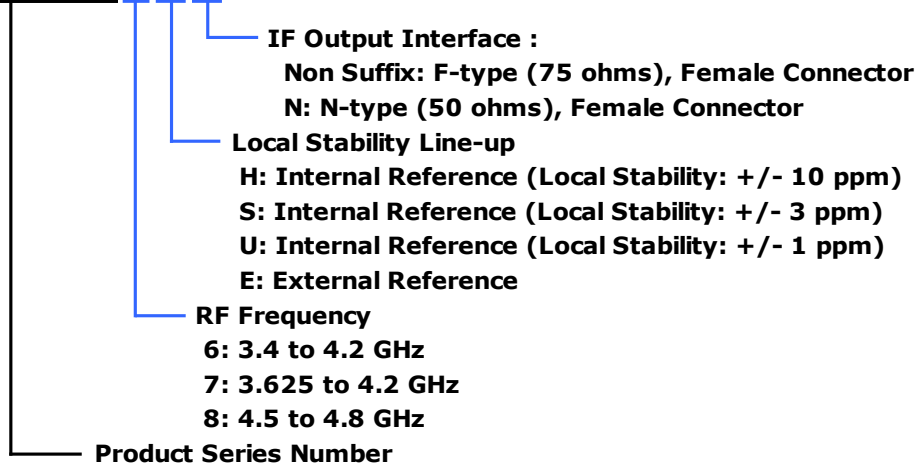 IF Output Interface :
Non Suffix: F-type (75 ohms), Female Connector
N: N-type (50 ohms), Female Connector
Local Stability Line-up
H: Internal Reference (Local Stability: +/- 10 ppm)
S: Internal Reference (Local Stability: +/- 3 ppm)
U: Internal Reference (Local Stability: +/- 1 ppm)
E: External Reference
RF Frequency
6: 3.4 to 4.2 GHz
7: 3.625 to 4.2 GHz
8: 4.5 to 4.8 GHz
Product Series Number